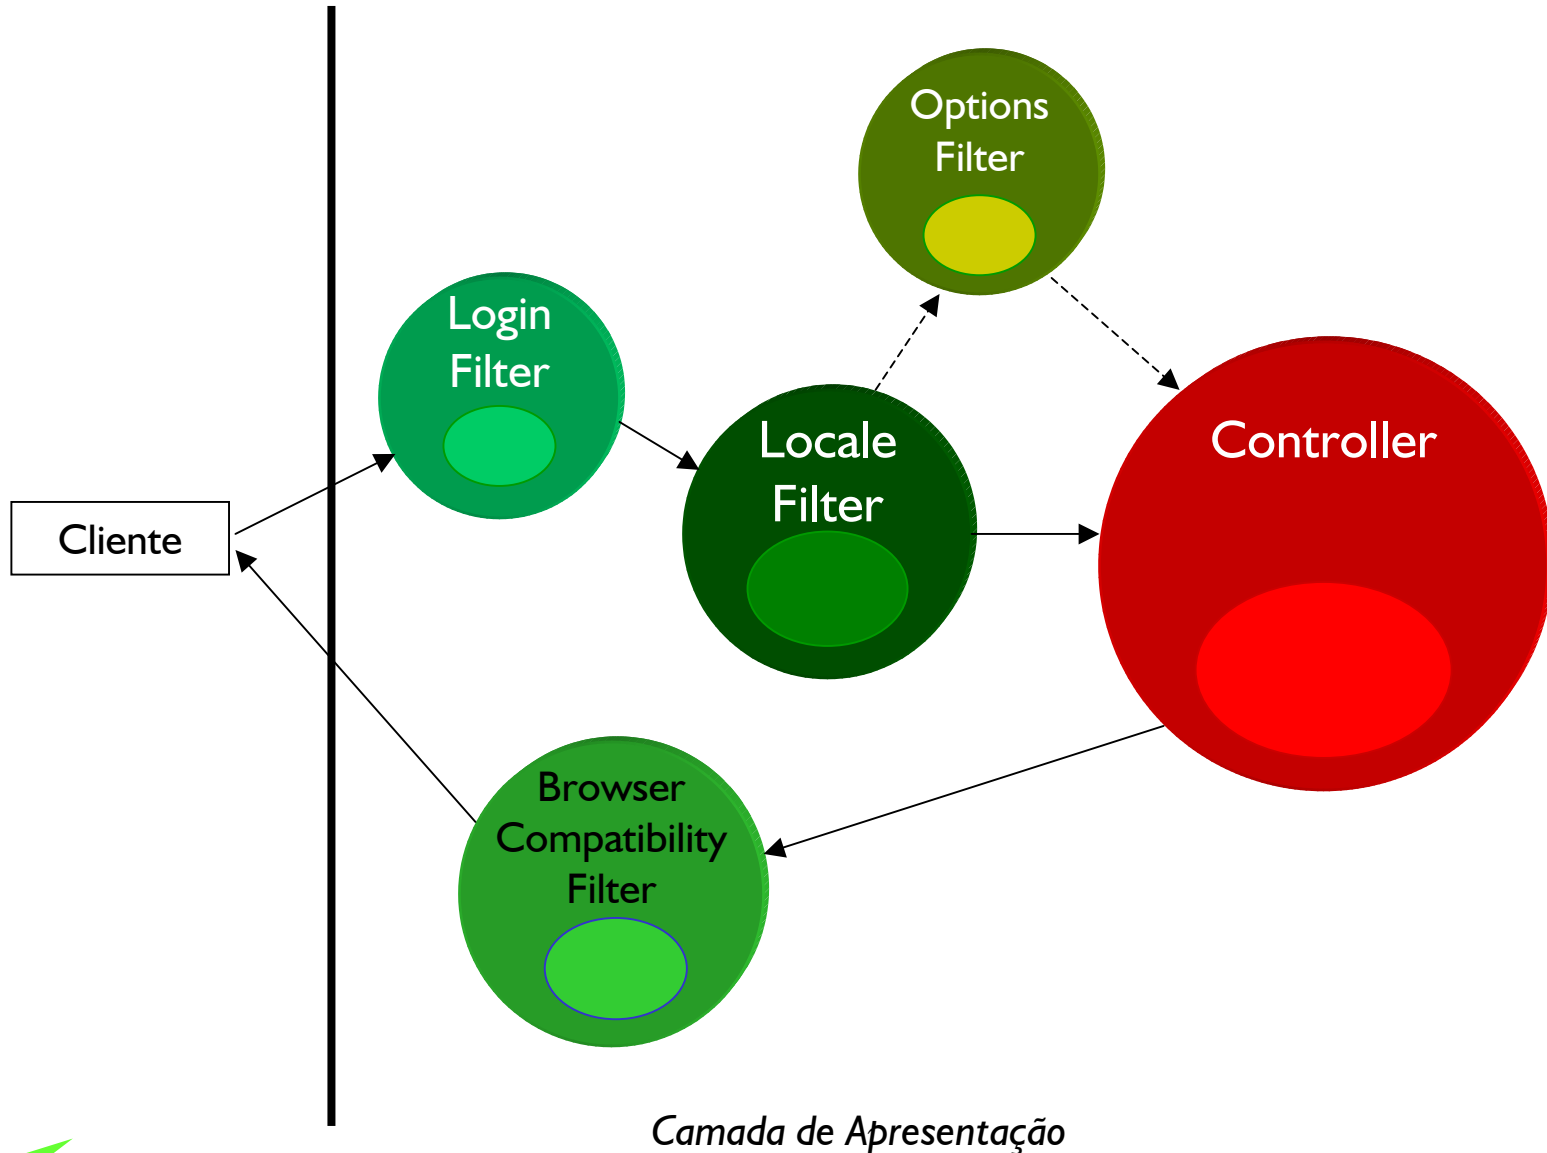 Options
Filter
Login
Filter
Locale
Filter
Controller
Cliente
Browser
Compatibility
Filter
Camada de Apresentação